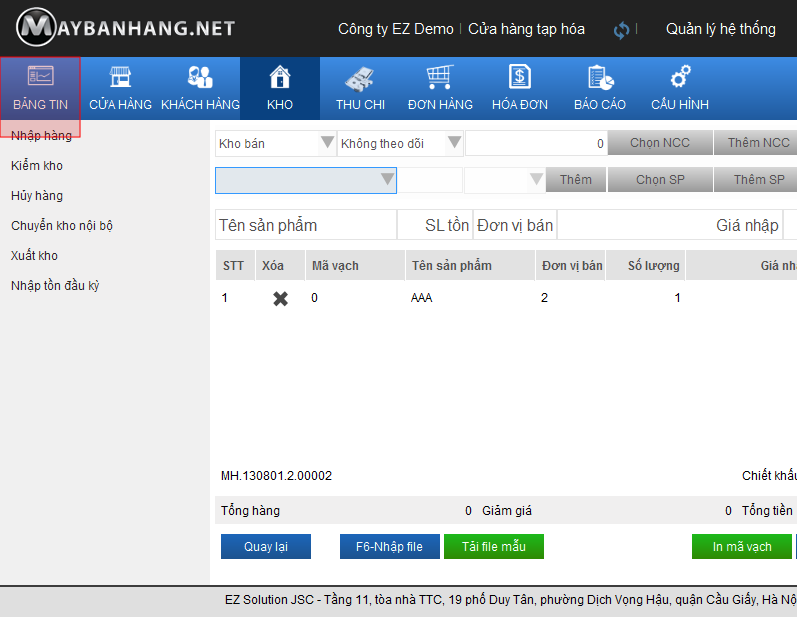 MAYBANHANG.NET
Công ty EZ Demo | Cửa hàng tạp hóa | Quản lý hệ thống
BẢNG TIN CỬA HÀNG KHÁCH HÀNG KHO THU CHI ĐƠN HÀNG HÓA ĐƠN BÁO CÁO CẤU HÌNH
Nhập hàng
Kiểm kho
Hủy hàng
Chuyển kho nội bộ
Xuất kho
Nhập tồn đầu kỳ
Kho bán Không theo dõi 0 Chọn NCC Thêm NCC
Thêm Chọn SP Thêm SP
Tên sản phẩm SL tồn Đơn vị bán Giá nhập
STT Xóa Mã vạch Tên sản phẩm Đơn vị bán Số lượng Giá nhậ
1 0 AAA 2 1
MH.130801.2.00002 Chiết khấu
Tổng hàng 0 Giảm giá 0 Tổng tiền
Quay lại F6-Nhập file Tải file mẫu In mã vạch
EZ Solution JSC - Tầng 11, tòa nhà TTC, 19 phố Duy Tân, phường Dịch Vọng Hậu, quận Cầu Giấy, Hà Nộ